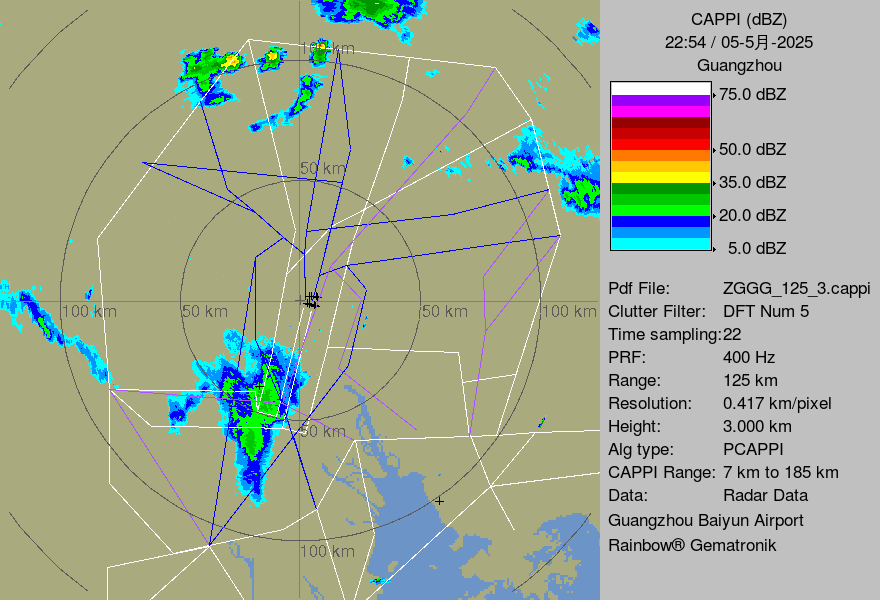 CAPPI (dBZ)
22:54 / 05-5月-2025
Guangzhou
75.0 dBZ
50.0 dBZ
35.0 dBZ
20.0 dBZ
5.0 dBZ
Pdf File: ZGGG_125_3.cappi
Clutter Filter: DFT Num 5
Time sampling:22
PRF: 400 Hz
Range: 125 km
Resolution: 0.417 km/pixel
Height: 3.000 km
Alg type: PCAPPI
CAPPI Range: 7 km to 185 km
Data: Radar Data
Guangzhou Baiyun Airport
Rainbow® Gematronik
100 km
50 km
100 km
50 km
50 km
100 km
50 km
100 km